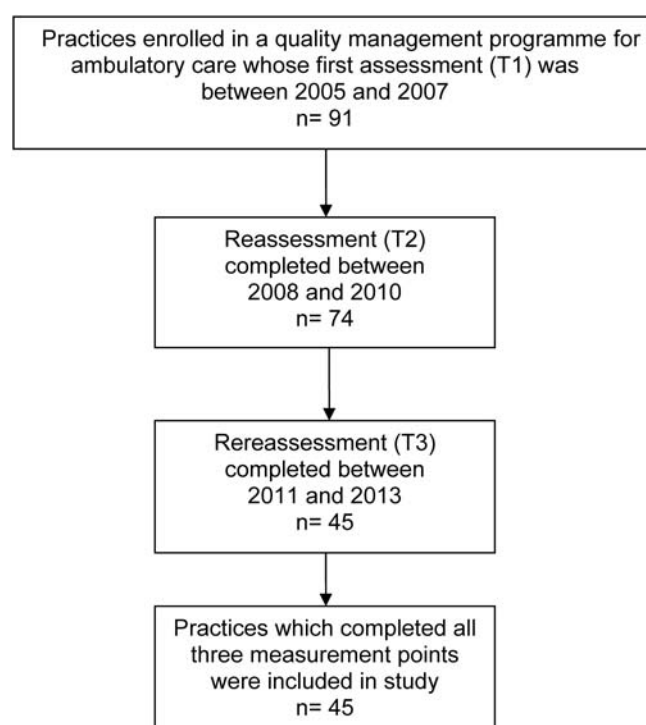 Practices enrolled in a quality management programme for
ambulatory care whose first assessment (T1) was
between 2005 and 2007
n= 91
Reassessment (T2)
completed between
2008 and 2010
n= 74
Rereassessment (T3)
completed between
2011 and 2013
n= 45
Practices which completed all
three measurement points
were included in study
n= 45